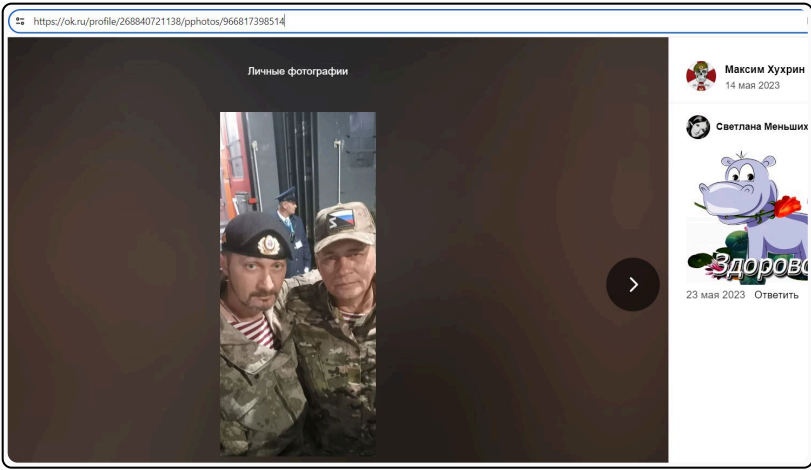 https://ok.ru/profile/268840721138/pphotos/966817398514
Личные фотографии
Максим Хухрин
14 мая 2023
Светлана Меньших
Здорово
23 мая 2023 Ответить